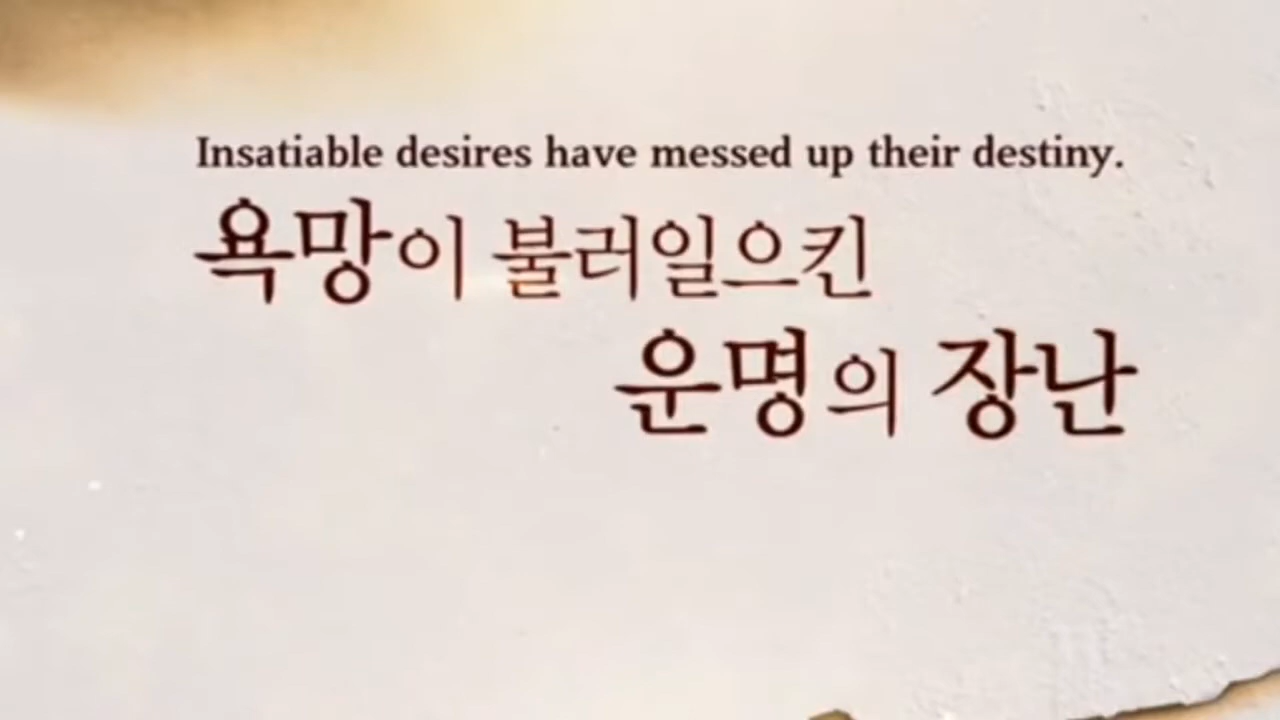 Insatiable desires have messed up their destiny.
욕망이 불러일으킨
운명의 장난